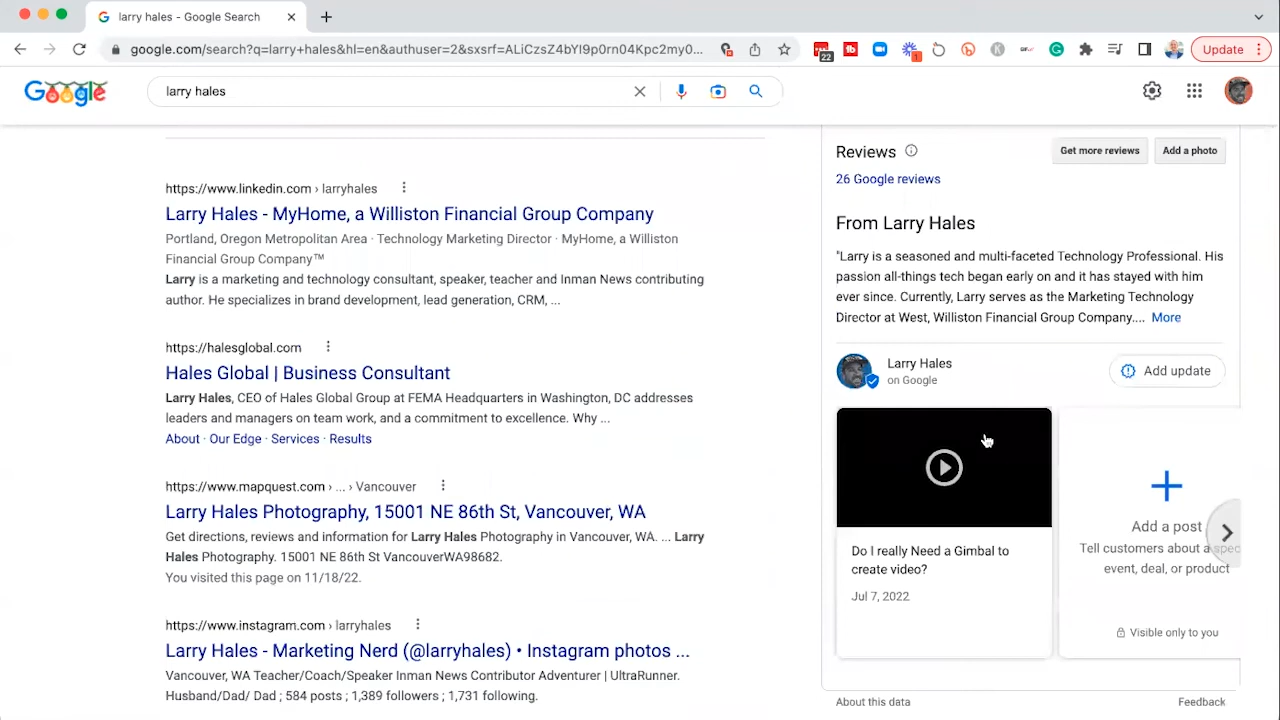 larry hales - Google Search
google.com/search?q=larry+hales&hl=en&authuser=2&sxsrf=ALiCzsZ4bYI9p0rn04Kpc2my0...
22
1
Update
Google
larry hales
https://www.linkedin.com › larryhales
Larry Hales - MyHome, a Williston Financial Group Company
Portland, Oregon Metropolitan Area · Technology Marketing Director · MyHome, a Williston
Financial Group Company™
Larry is a marketing and technology consultant, speaker, teacher and Inman News contributing
author. He specializes in brand development, lead generation, CRM, ...
https://halesglobal.com
Hales Global | Business Consultant
Larry Hales, CEO of Hales Global Group at FEMA Headquarters in Washington, DC addresses
leaders and managers on team work, and a commitment to excellence. Why ...
About · Our Edge · Services · Results
https://www.mapquest.com › ... › Vancouver
Larry Hales Photography, 15001 NE 86th St, Vancouver, WA
Get directions, reviews and information for Larry Hales Photography in Vancouver, WA. ... Larry
Hales Photography. 15001 NE 86th St VancouverWA98682.
You visited this page on 11/18/22.
https://www.instagram.com › larryhales
Larry Hales - Marketing Nerd (@larryhales) • Instagram photos ...
Vancouver, WA Teacher/Coach/Speaker Inman News Contributor Adventurer | UltraRunner.
Husband/Dad/ Dad ; 584 posts ; 1,389 followers ; 1,731 following.
Reviews
Get more reviews
Add a photo
26 Google reviews
From Larry Hales
"Larry is a seasoned and multi-faceted Technology Professional. His
passion all-things tech began early on and it has stayed with him
ever since. Currently, Larry serves as the Marketing Technology
Director at West, Williston Financial Group Company.... More
Larry Hales
on Google
Add update
Do I really Need a Gimbal to
create video?
Jul 7, 2022
Add a post
Tell customers about a spec
event, deal, or product
Visible only to you
About this data
Feedback